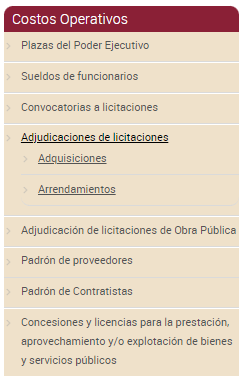 Costos Operativos
Plazas del Poder Ejecutivo
Sueldos de funcionarios
Convocatorias a licitaciones
Adjudicaciones de licitaciones
Adquisiciones
Arrendamientos
Adjudicación de licitaciones de Obra Pública
Padrón de proveedores
Padrón de Contratistas
Concesiones y licencias para la prestación,
aprovechamiento y/o explotación de bienes
y servicios públicos